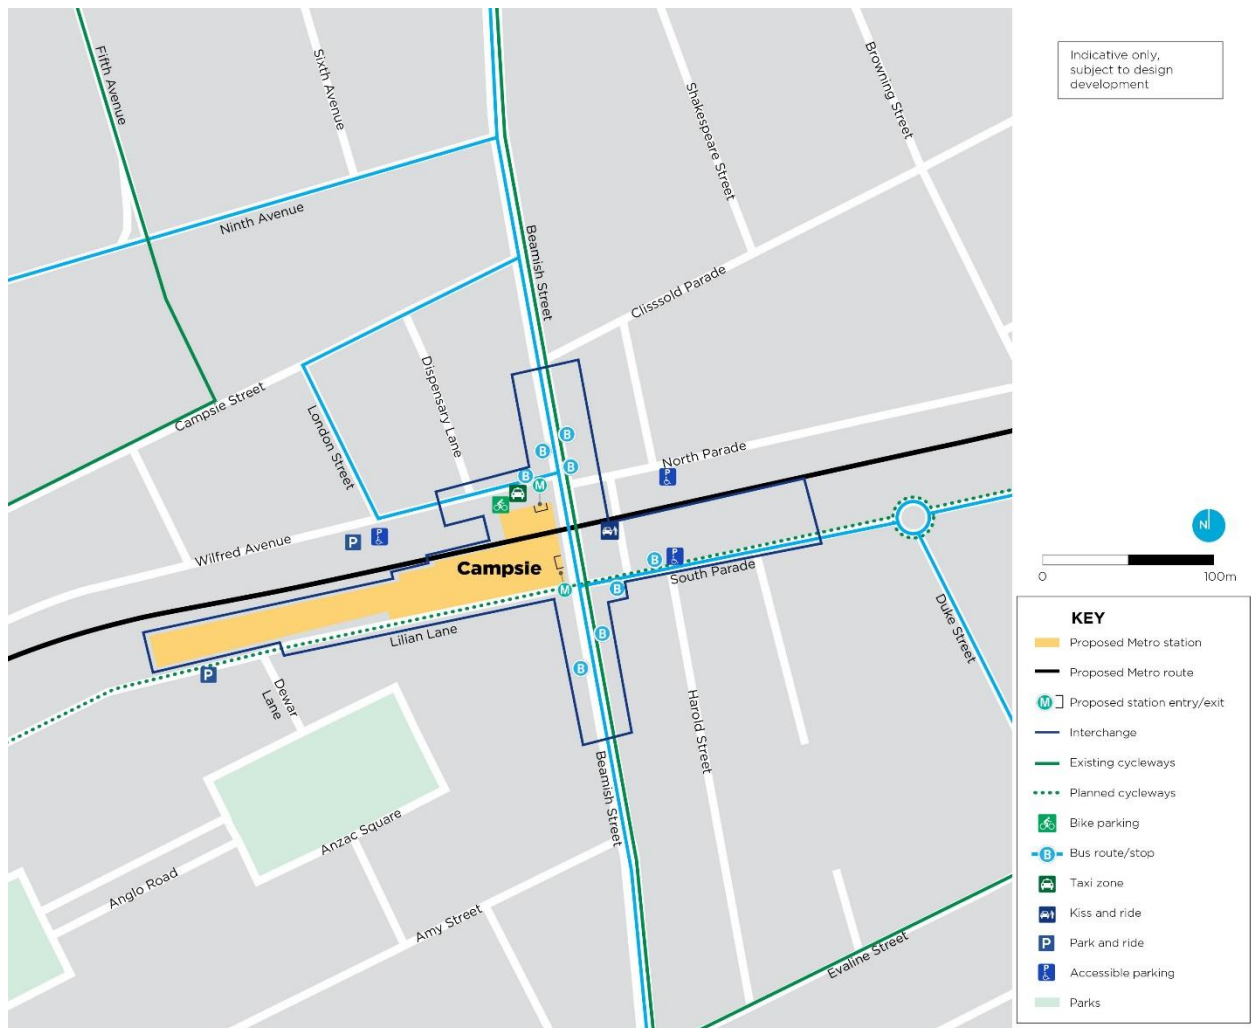 Indicative only,
subject to design
development
Fifth Avenue
Sixth Avenue
Shakespeare Street
Browning Street
Ninth Avenue
Beamish Street
Clisssold Parade
Campsie Street
London Street
Dispensary Lane
North Parade
Wilfred Avenue
Campsie
South Parade
Lilian Lane
Dewar
Lane
Harold Street
Duke Street
Beamish Street
Anzac Square
Anglo Road
Amy Street
Evaline Street
B
B
B
B
M
P
P
P
M
B
B
P
P
B
B
N
0
100m
KEY
Proposed Metro station
Proposed Metro route
M Proposed station entry/exit
Interchange
Existing cycleways
Planned cycleways
Bike parking
B Bus route/stop
Taxi zone
Kiss and ride
P Park and ride
P Accessible parking
Parks